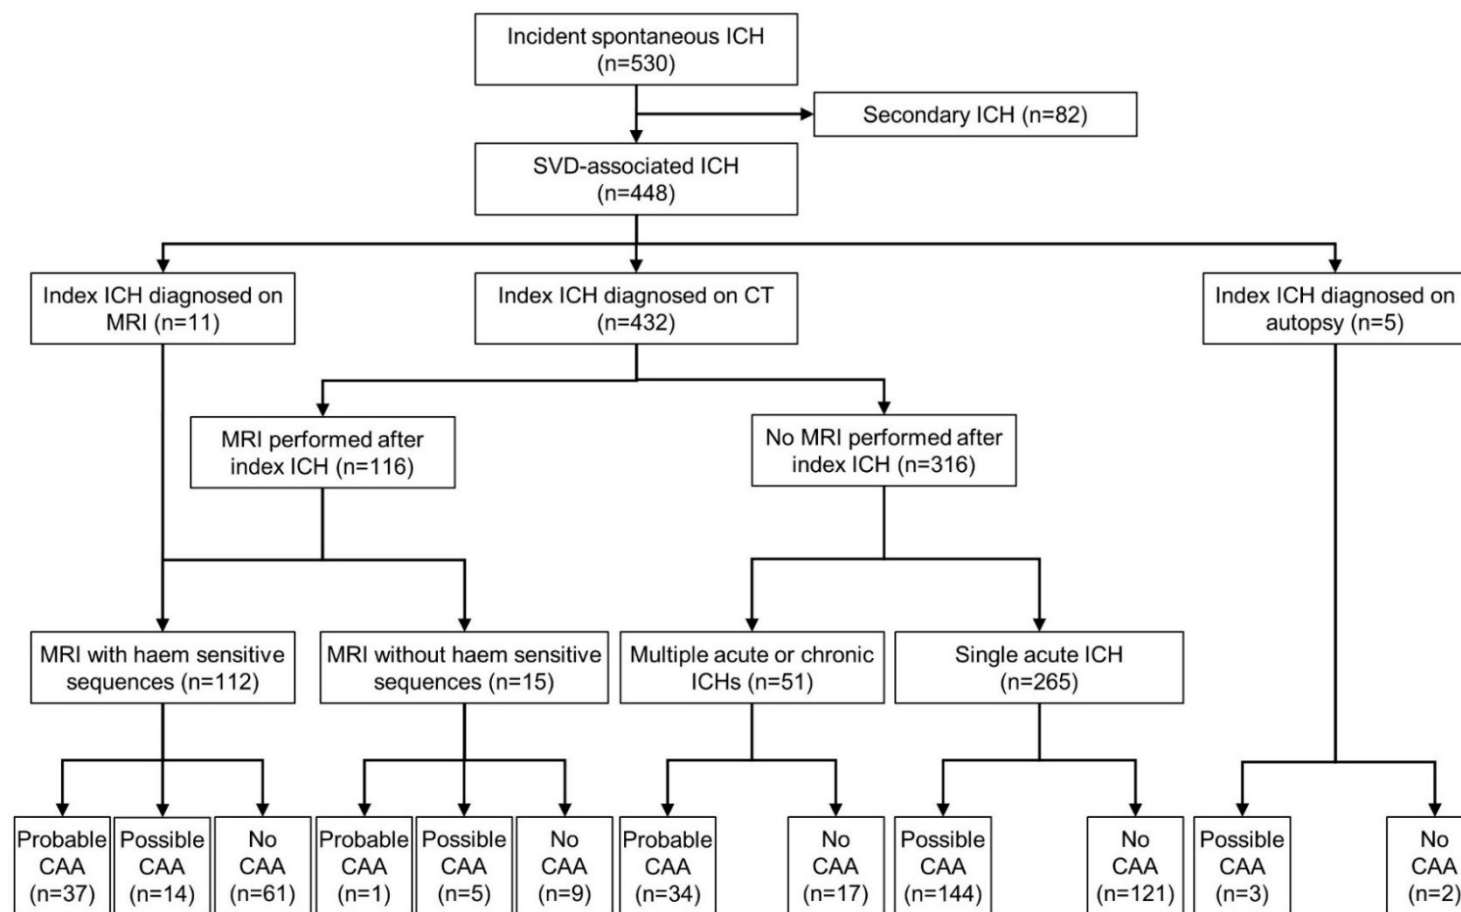 Incident spontaneous ICH
(n=530)
Secondary ICH (n=82)
SVD-associated ICH
(n=448)
Index ICH diagnosed on
MRI (n=11)
Index ICH diagnosed on CT
(n=432)
Index ICH diagnosed on
autopsy (n=5)
MRI performed after
index ICH (n=116)
No MRI performed after
index ICH (n=316)
MRI with haem sensitive
sequences (n=112)
MRI without haem sensitive
sequences (n=15)
Multiple acute or chronic
ICHs (n=51)
Single acute ICH
(n=265)
Probable
CAA
(n=37)
Possible
CAA
(n=14)
No
CAA
(n=61)
Probable
CAA
(n=1)
Possible
CAA
(n=5)
No
CAA
(n=9)
Probable
CAA
(n=34)
No
CAA
(n=17)
Possible
CAA
(n=144)
No
CAA
(n=121)
Possible
CAA
(n=3)
No
CAA
(n=2)